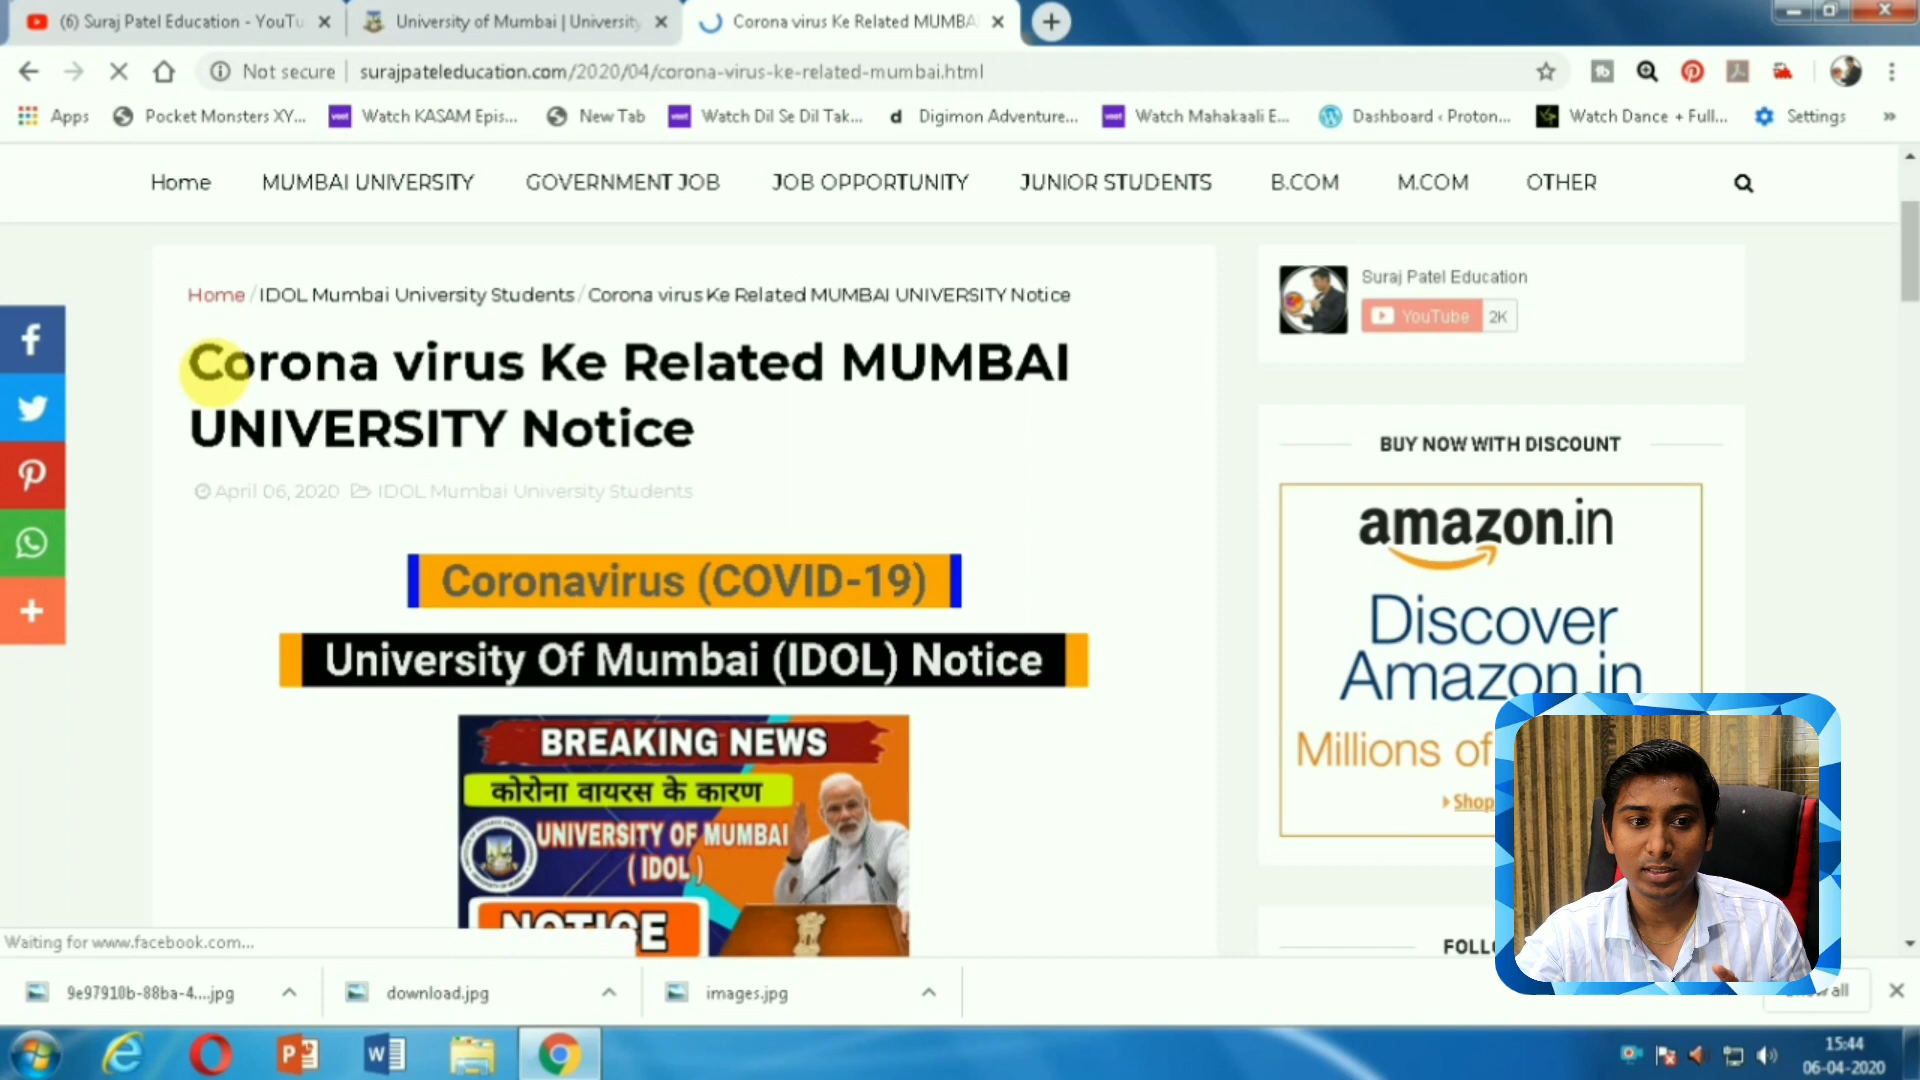 (6) Suraj Patel Education - YouTu
University of Mumbai | University
Corona virus Ke Related MUMBA
Not secure
surajpateleducation.com/2020/04/corona-virus-ke-related-mumbai.html
Apps
Pocket Monsters XY...
Watch KASAM Epis...
New Tab
Watch Dil Se Dil Tak...
Digimon Adventure...
Watch Mahakaali E...
Dashboard ‹ Proton...
Watch Dance + Full...
Settings
»
Home
MUMBAI UNIVERSITY
GOVERNMENT JOB
JOB OPPORTUNITY
JUNIOR STUDENTS
B.COM
M.COM
OTHER
Home / IDOL Mumbai University Students / Corona virus Ke Related MUMBAI UNIVERSITY Notice
Corona virus Ke Related MUMBAI
UNIVERSITY Notice
April 06, 2020 IDOL Mumbai University Students
Coronavirus (COVID-19)
University Of Mumbai (IDOL) Notice
BREAKING NEWS
कोरोना वायरस के कारण
UNIVERSITY OF MUMBAI
( IDOL )
NOTICE
Suraj Patel Education
YouTube 2K
BUY NOW WITH DISCOUNT
amazon.in
Discover
Amazon.in
Millions of
Shop
Waiting for www.facebook.com...
9e97910b-88ba-4....jpg
download.jpg
images.jpg
15:44
06-04-2020